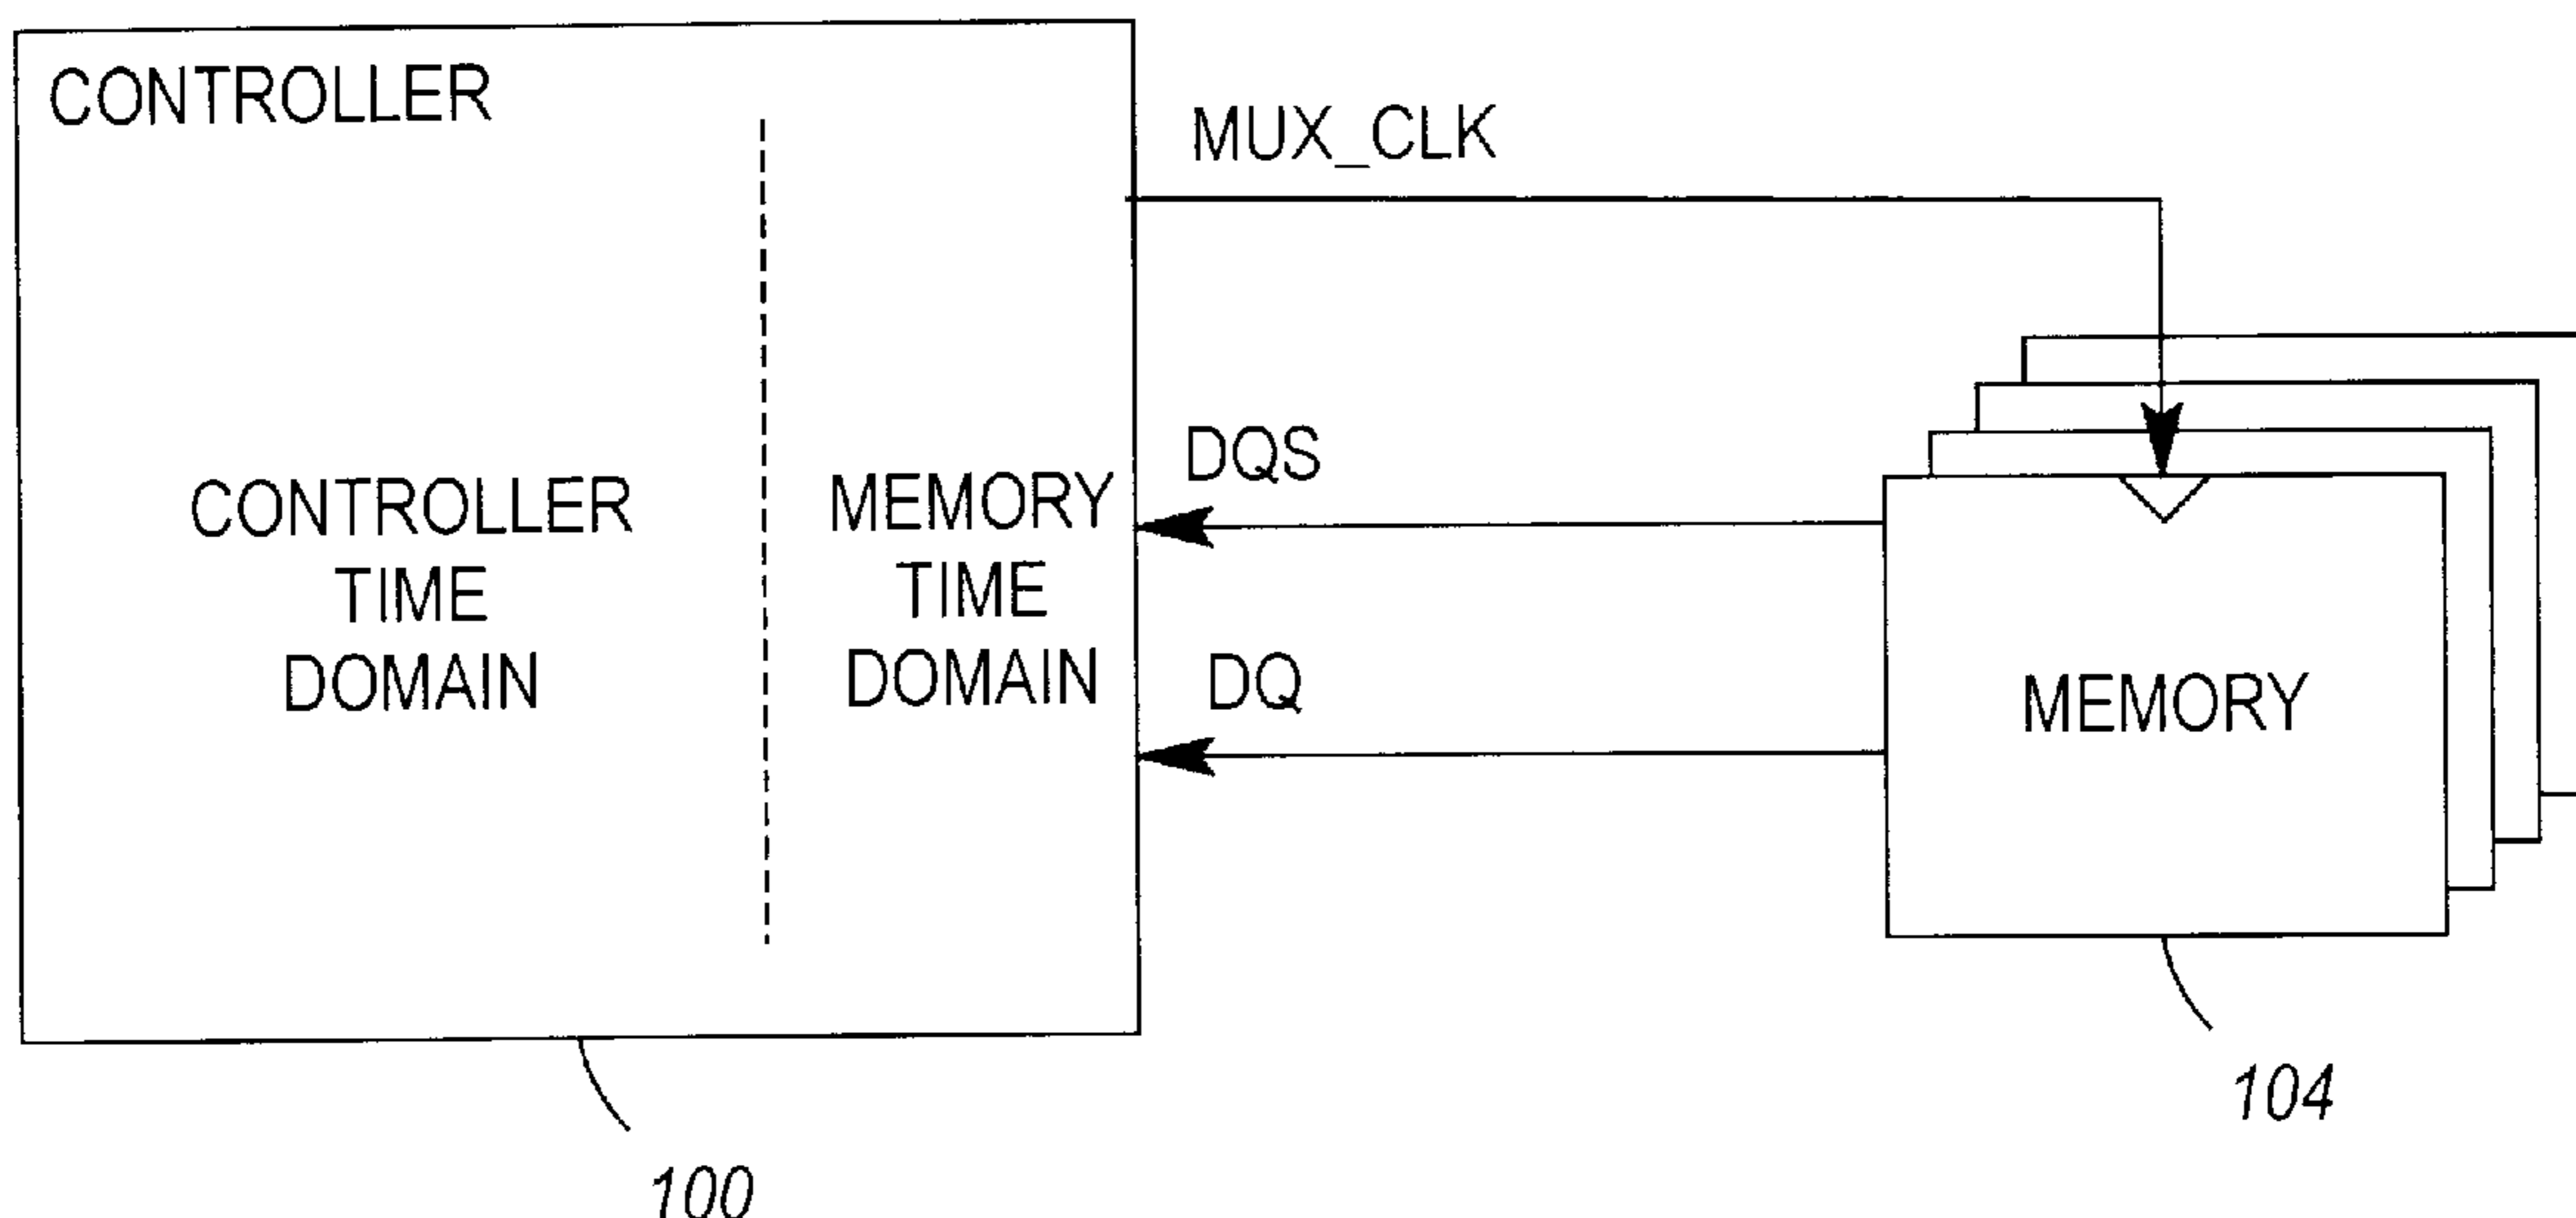 CONTROLLER
MUX_CLK
DQS
CONTROLLER
TIME
DOMAIN
MEMORY
TIME
DOMAIN
DQ
MEMORY
104
100